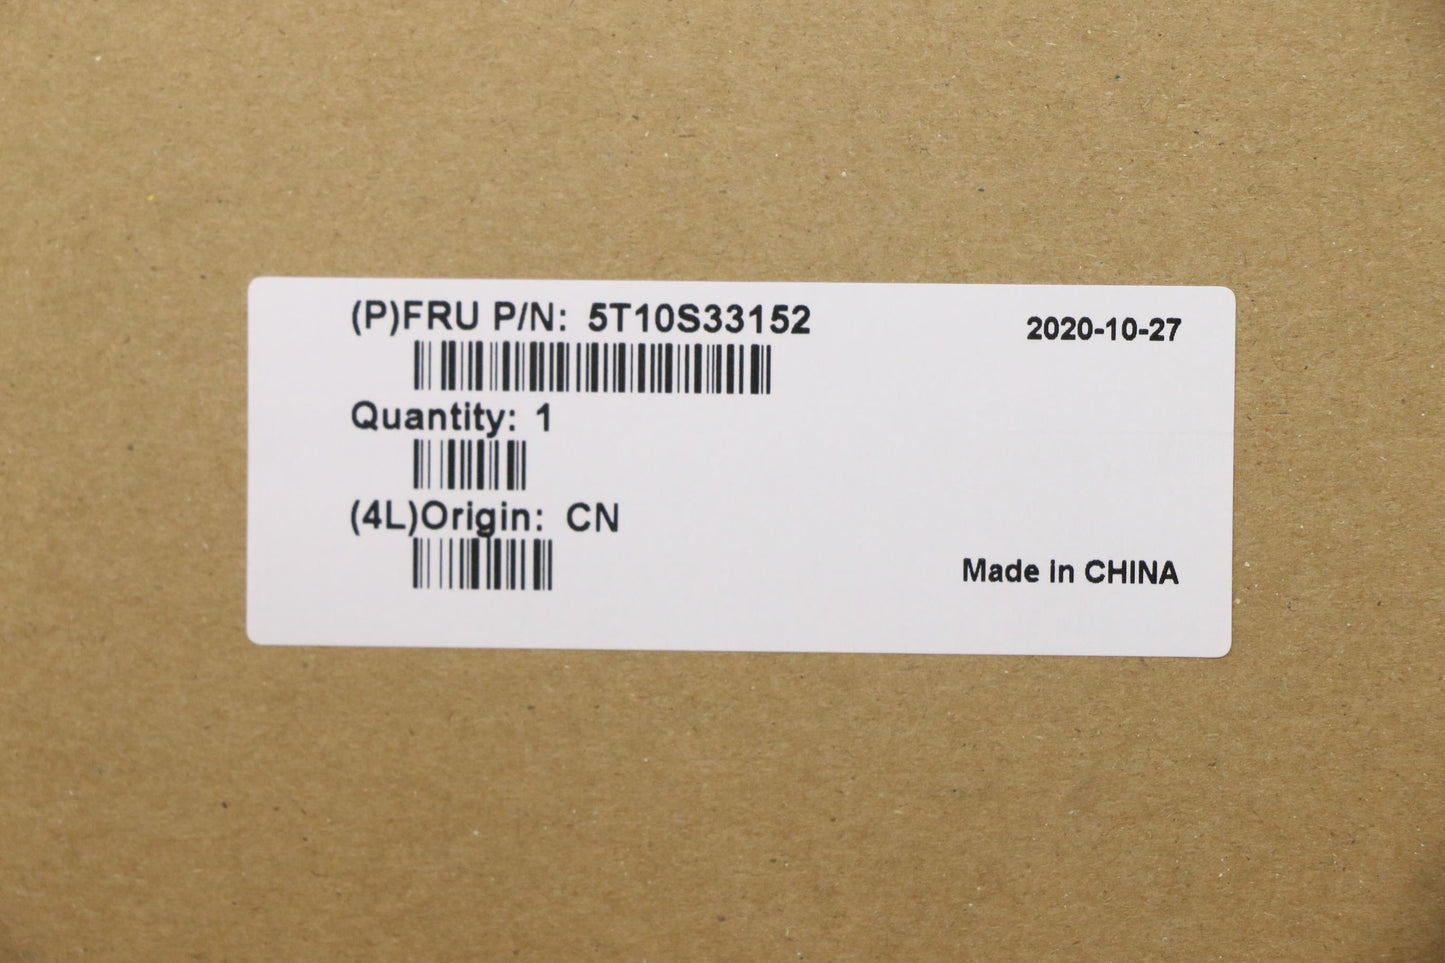 (P)FRU P/N: 5T10S33152
2020-10-27
Quantity: 1
(4L)Origin: CN
Made in CHINA